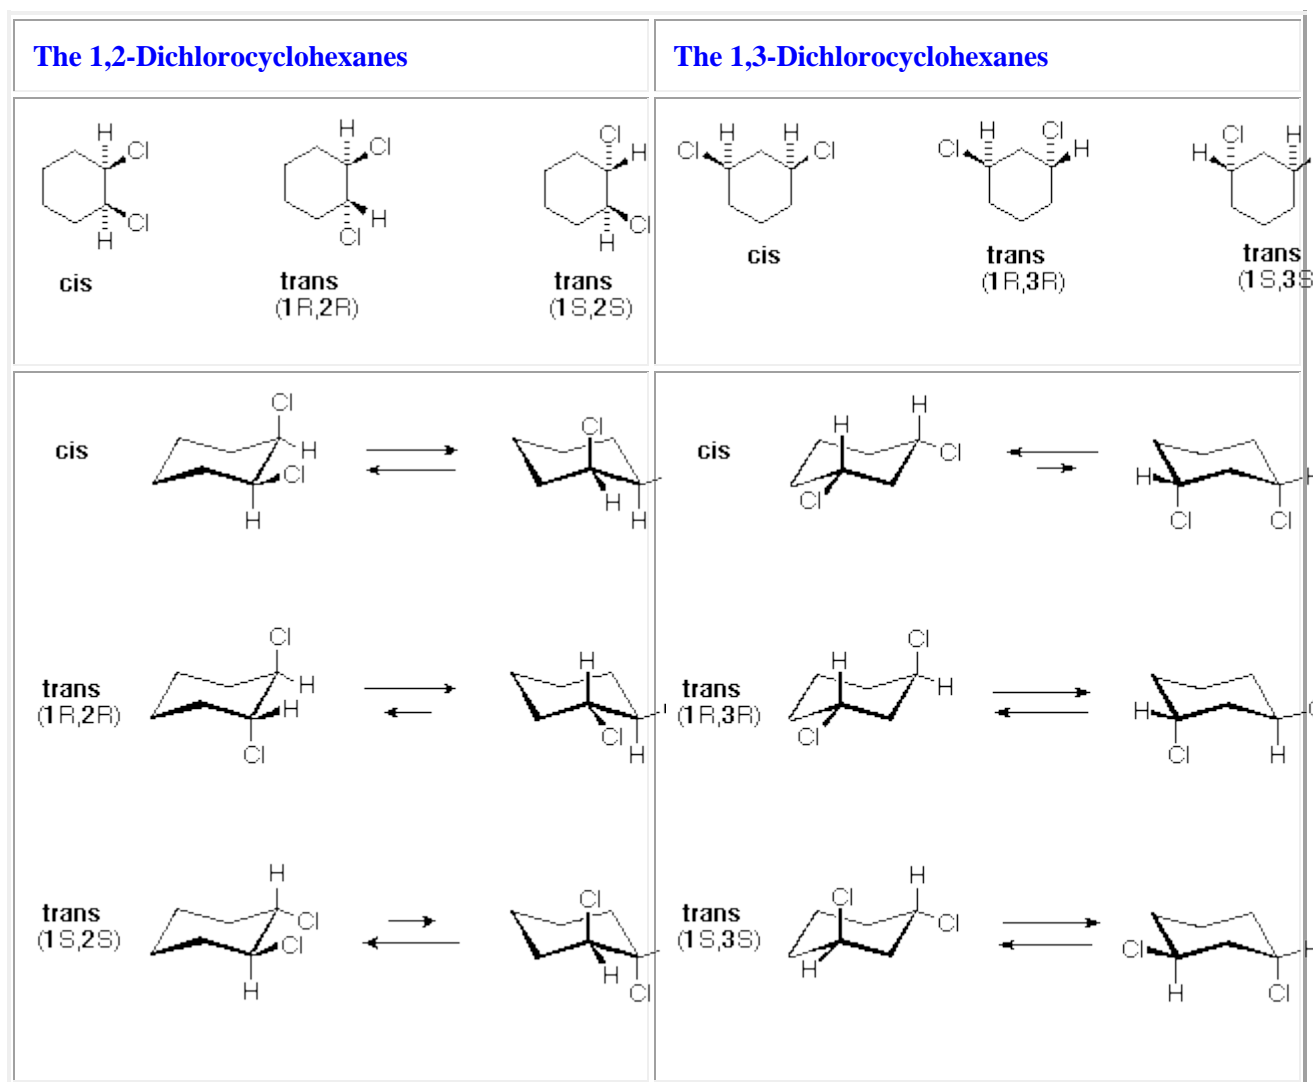 The 1,2-Dichlorocyclohexanes
The 1,3-Dichlorocyclohexanes
H
Cl
Cl
H
cis
H
Cl
H
Cl
trans
(1R,2R)
Cl
H
Cl
H
trans
(1S,2S)
H H
Cl Cl
cis
H Cl
Cl H
trans
(1R,3R)
Cl H
H
trans
(1S,3S
cis
Cl
H
Cl
H
Cl
H
H
trans
(1R,2R)
Cl
H
H
Cl
H
Cl
H
trans
(1S,2S)
H
Cl
Cl
H
Cl
H
Cl
cis
H
H
Cl
Cl
H
H
Cl
Cl
trans
(1R,3R)
Cl
H
H
Cl
H
Cl
H
trans
(1S,3S)
H
Cl
Cl
H
Cl
H
H
Cl